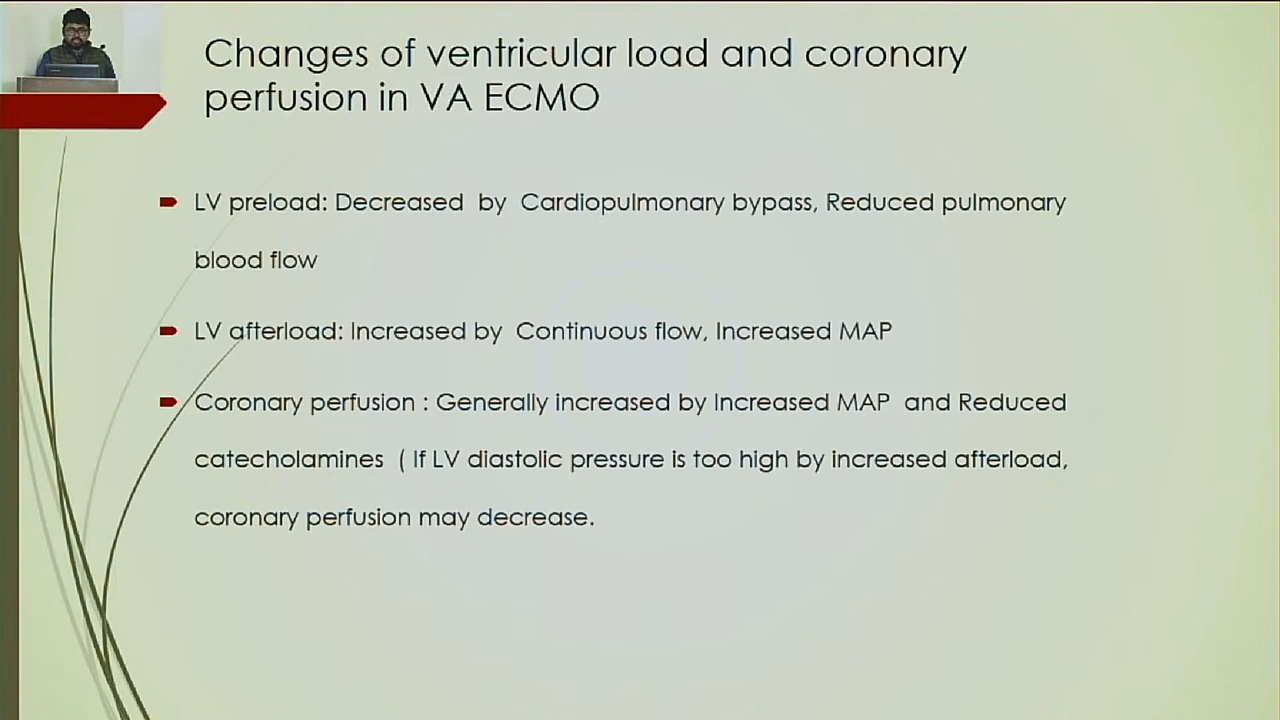 Changes of ventricular load and coronary
perfusion in VA ECMO
LV preload: Decreased by Cardiopulmonary bypass, Reduced pulmonary
blood flow
LV afterload: Increased by Continuous flow, Increased MAP
Coronary perfusion : Generally increased by Increased MAP and Reduced
catecholamines ( If LV diastolic pressure is too high by increased afterload,
coronary perfusion may decrease.